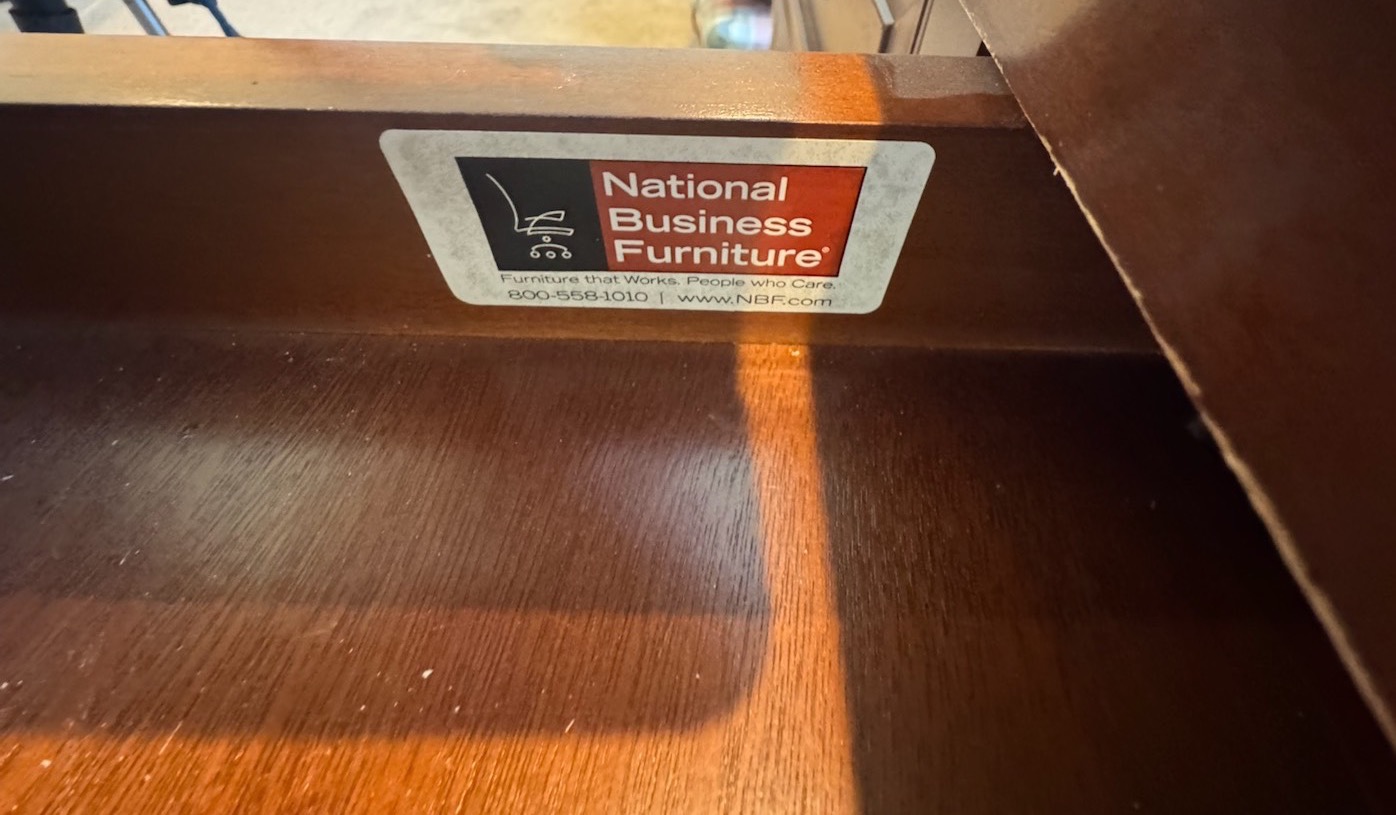 National
Business
Furniture®
Furniture that Works. People who Care.
800-558-1010 | www.NBF.com